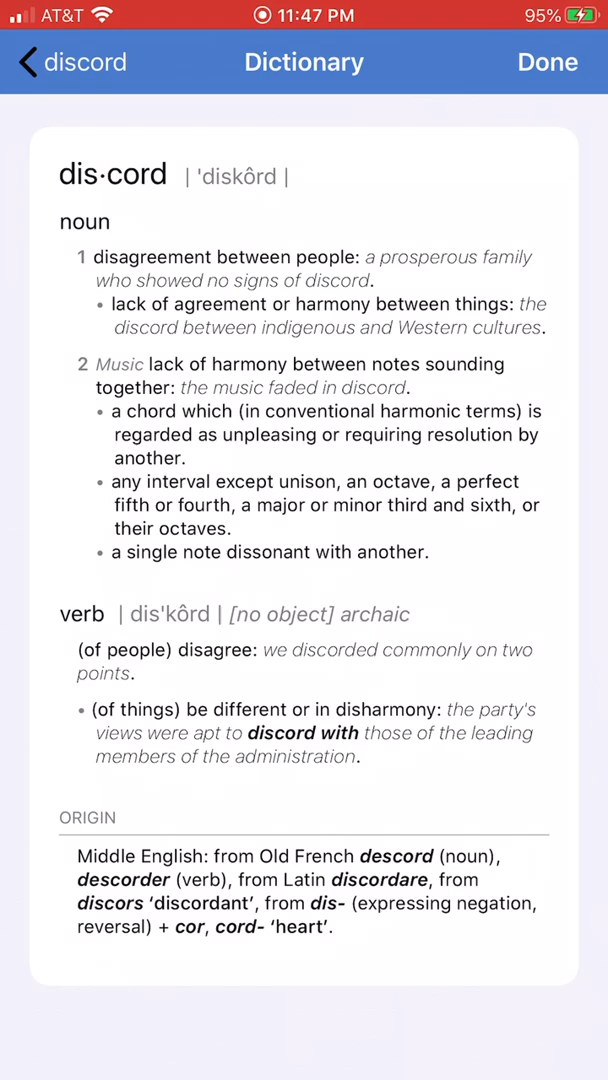 AT&T 11:47 PM 95%
discord Dictionary Done
dis·cord | ˈdiskôrd |
noun
1 disagreement between people: a prosperous family
who showed no signs of discord.
• lack of agreement or harmony between things: the
discord between indigenous and Western cultures.
2 Music lack of harmony between notes sounding
together: the music faded in discord.
• a chord which (in conventional harmonic terms) is
regarded as unpleasing or requiring resolution by
another.
• any interval except unison, an octave, a perfect
fifth or fourth, a major or minor third and sixth, or
their octaves.
• a single note dissonant with another.
verb | disˈkôrd | [no object] archaic
(of people) disagree: we discorded commonly on two
points.
• (of things) be different or in disharmony: the party's
views were apt to discord with those of the leading
members of the administration.
ORIGIN
Middle English: from Old French descord (noun),
descorder (verb), from Latin discordare, from
discors ‘discordant’, from dis- (expressing negation,
reversal) + cor, cord- ‘heart’.